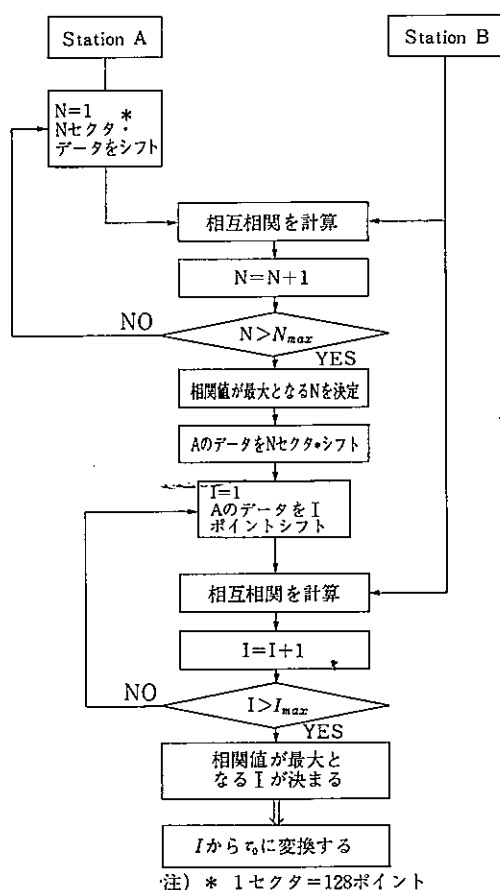 Station A
Station B
N=1 *
Nセクタ・
データをシフト
相互相関を計算
N=N+1
NO
N>Nmax
YES
相関値が最大となるNを決定
AのデータをNセクタ*シフト
I=1
AのデータをI
ポイントシフト
相互相関を計算
I=I+1
NO
I>Imax
YES
相関値が最大と
なるIが決まる
Iからτ₀に変換する
注) * 1セクタ=128ポイント